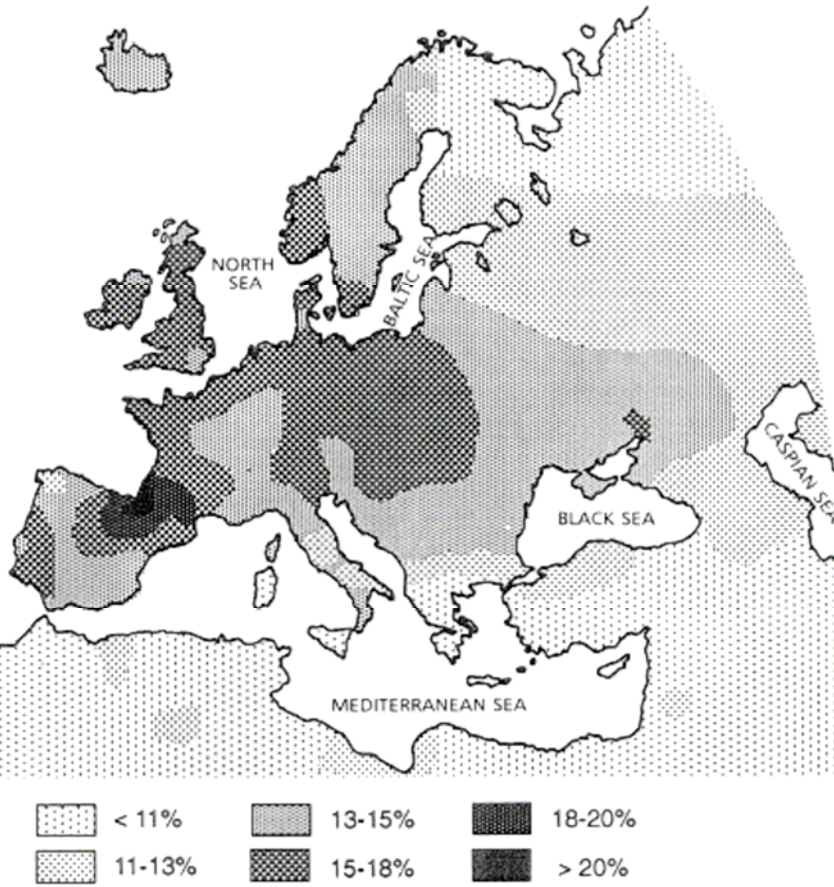 NORTH
SEA
BALTIC SEA
CASPIAN SEA
BLACK SEA
MEDITERRANEAN SEA
< 11%
13-15%
18-20%
11-13%
15-18%
> 20%